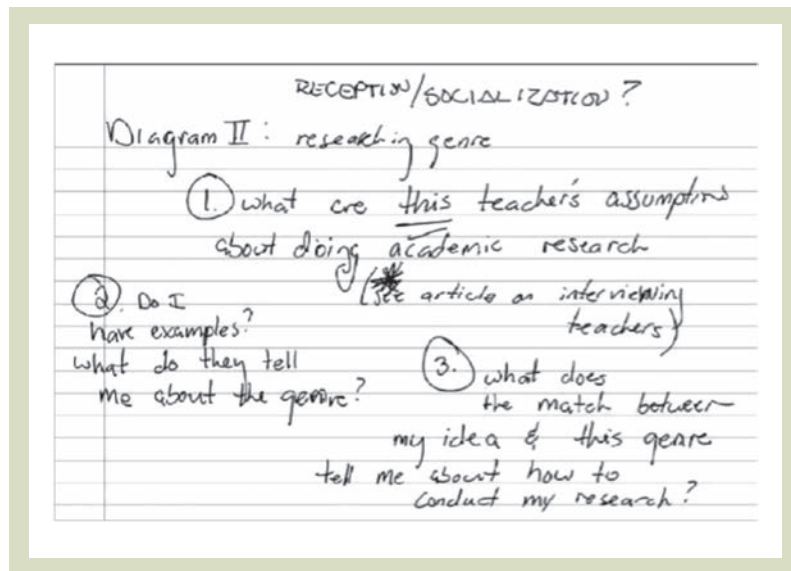 RECEPTION/SOCIALIZATION?
Diagram II: researching genre
1. what are this teacher's assumptions
about doing academic research
(see article on interviewing
teachers)
2. Do I
have examples?
what do they tell
me about the genre?
3. what does
the match between
my idea & this genre
tell me about how to
conduct my research?